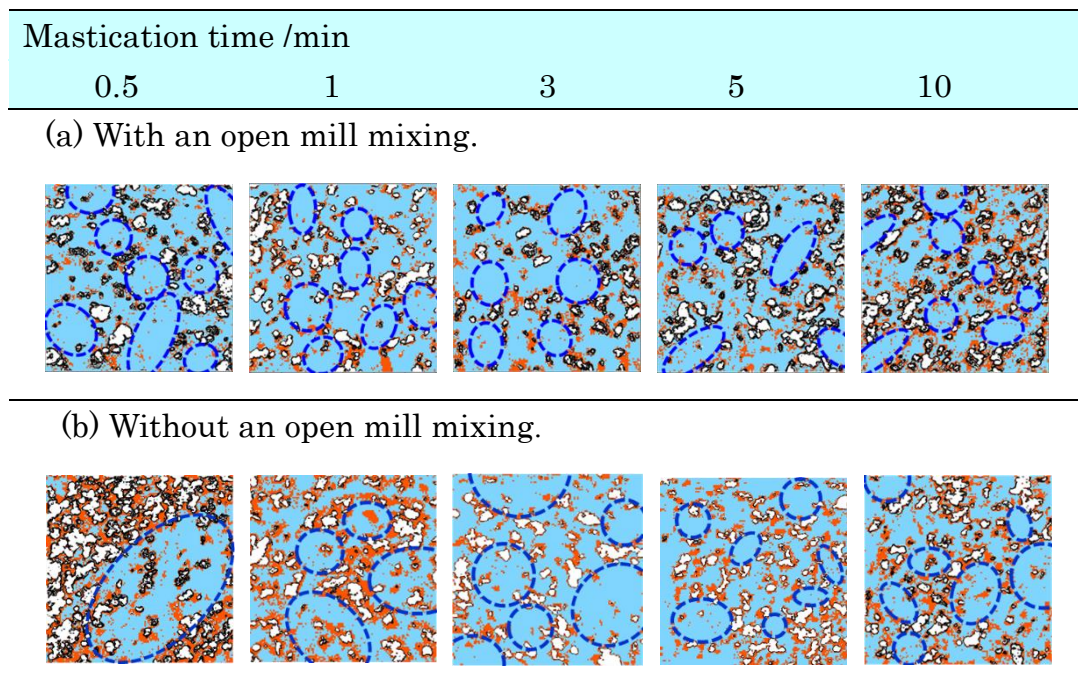 Mastication time /min
0.5 1 3 5 10
(a) With an open mill mixing.
(b) Without an open mill mixing.